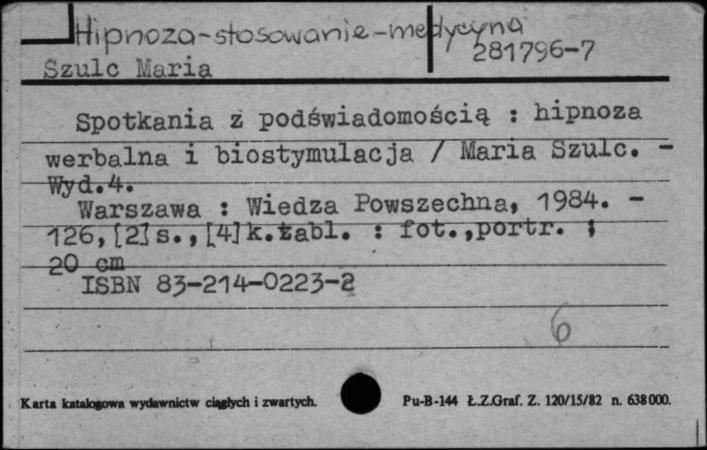 Hipnoza-stosowanie-medycyna
281796-7
Szulc Maria
Spotkania z podświadomością : hipnoza
werbalna i biostymulacja / Maria Szulc. -
Wyd.4.
Warszawa : Wiedza Powszechna, 1984. -
126,[2]s.,[4]k.tabl. : fot.,portr. ;
20 cm
ISBN 83-214-0223-2
6
Karta katalogowa wydawnictw ciągłych i zwartych.
Pu-B-144 Ł.Z.Graf. Z. 120/15/82 n. 638000.